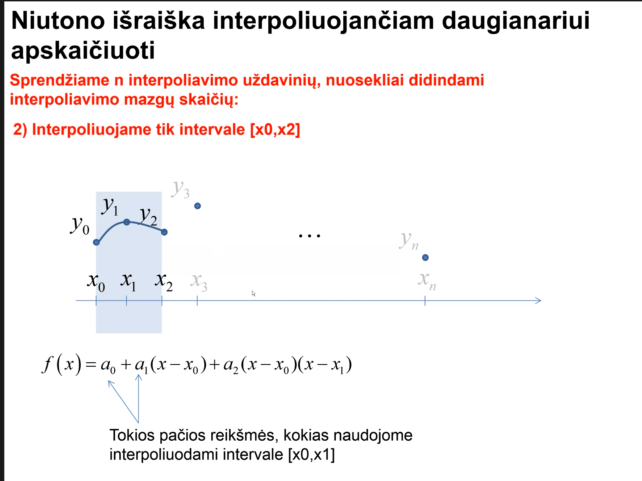 Niutono išraiška interpoliuojančiam daugianariui
apskaičiuoti
Sprendžiame n interpoliavimo uždavinių, nuosekliai didindami
interpoliavimo mazgų skaičių:
2) Interpoliuojame tik intervale [x0,x2]
y₀ y₁ y₂ y₃ ... yₙ
x₀ x₁ x₂ x₃ xₙ
f(x) = a₀ + a₁(x − x₀) + a₂(x − x₀)(x − x₁)
Tokios pačios reikšmės, kokias naudojome
interpoliuodami intervale [x0,x1]